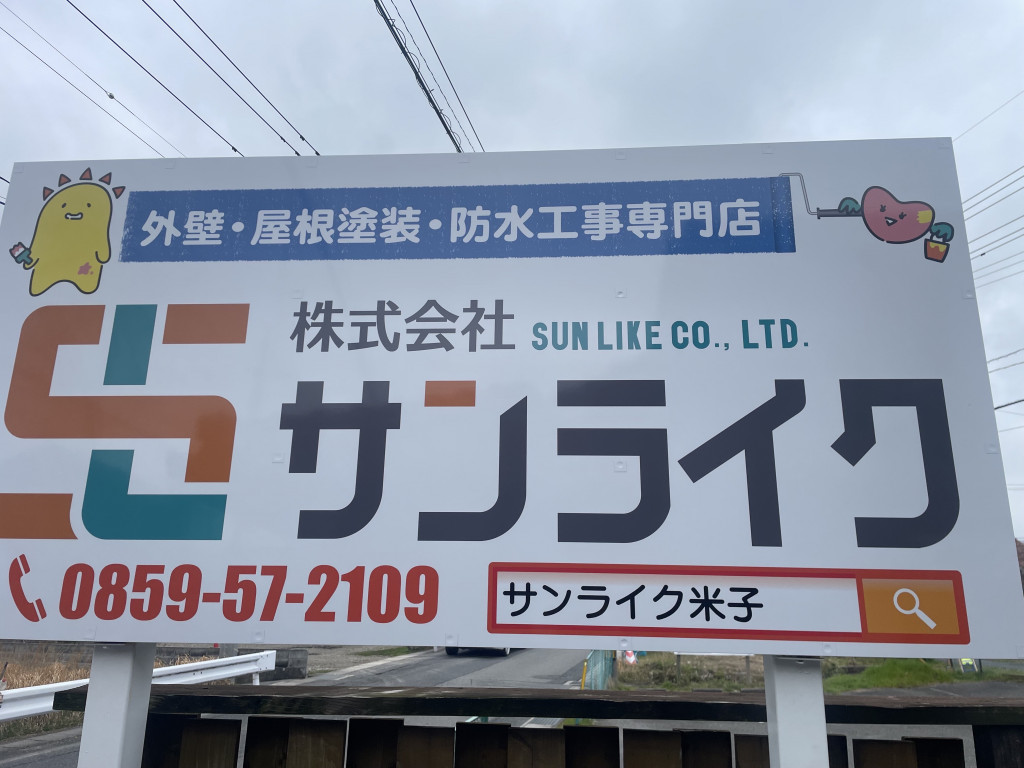 外壁・屋根塗装・防水工事専門店
株式会社 SUN LIKE CO., LTD.
サンライク
0859-57-2109
サンライク米子